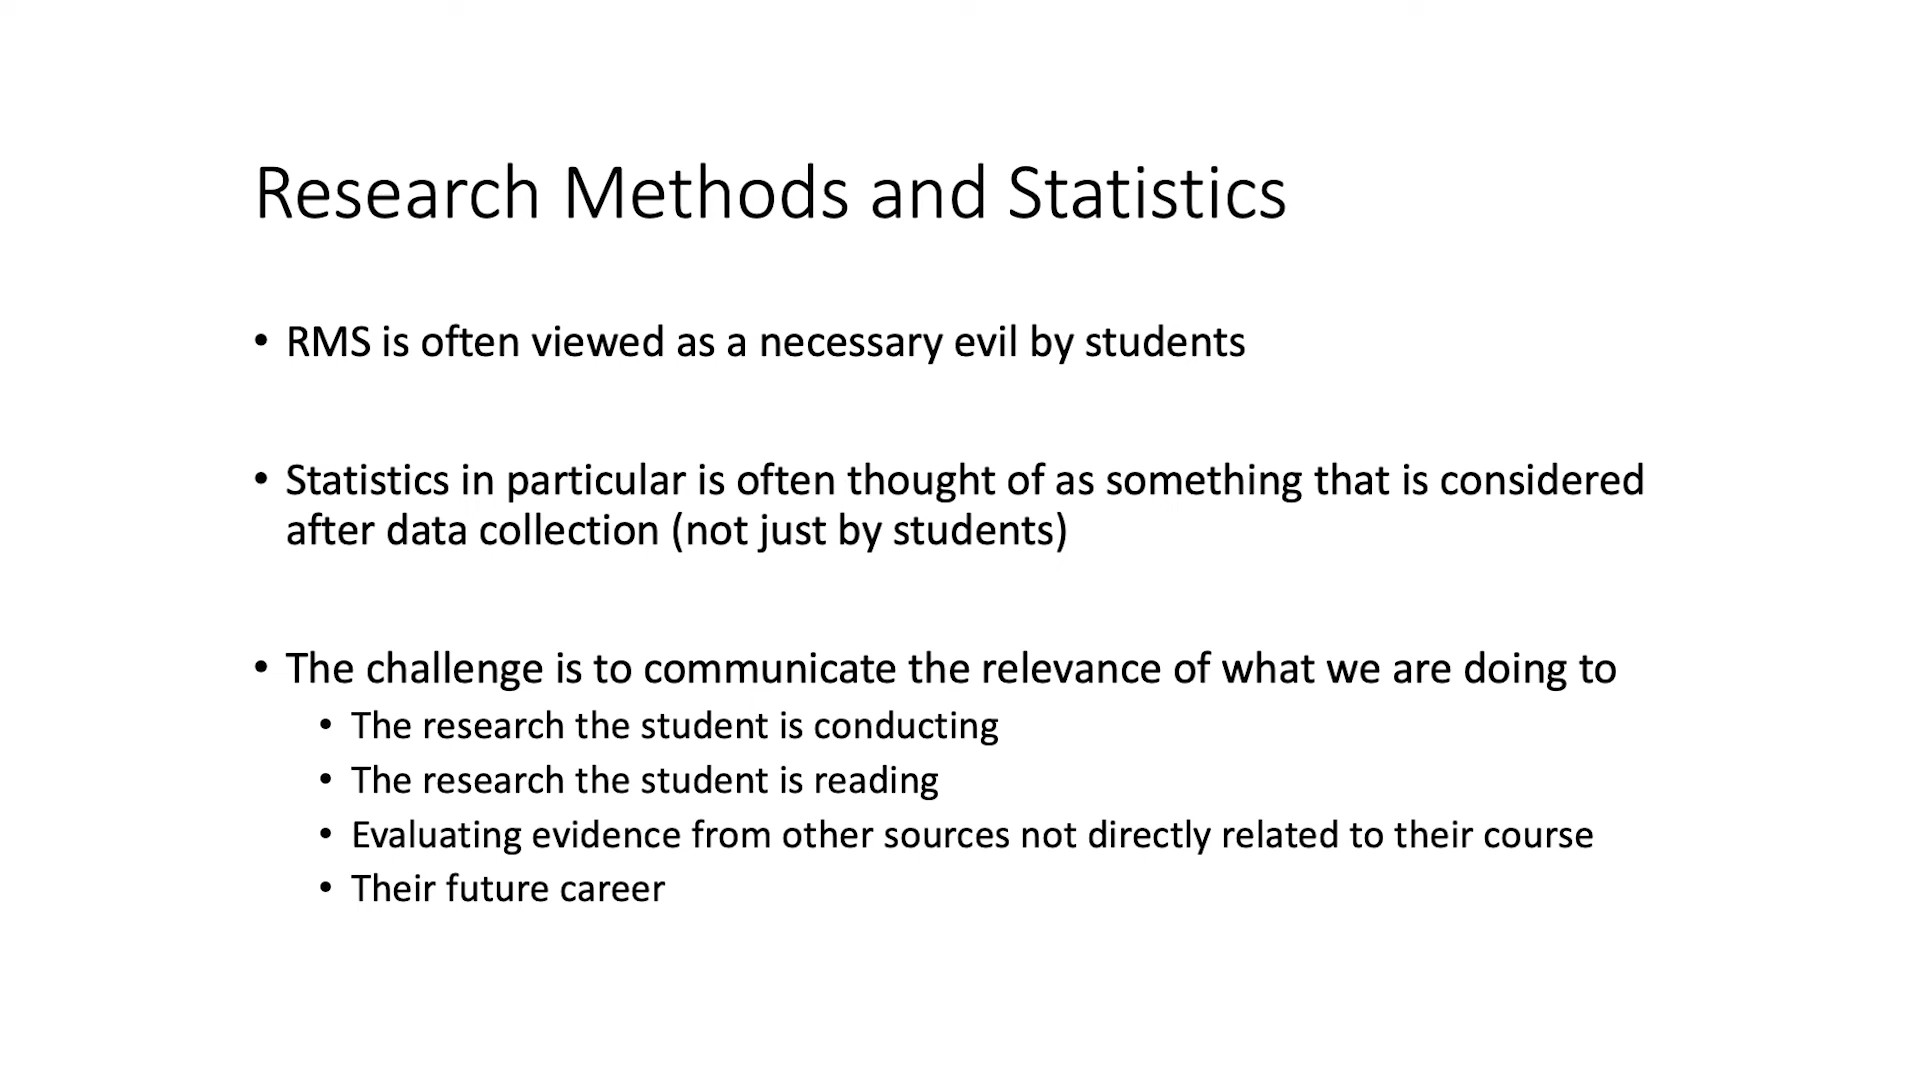 Research Methods and Statistics
• RMS is often viewed as a necessary evil by students
• Statistics in particular is often thought of as something that is considered
after data collection (not just by students)
• The challenge is to communicate the relevance of what we are doing to
• The research the student is conducting
• The research the student is reading
• Evaluating evidence from other sources not directly related to their course
• Their future career